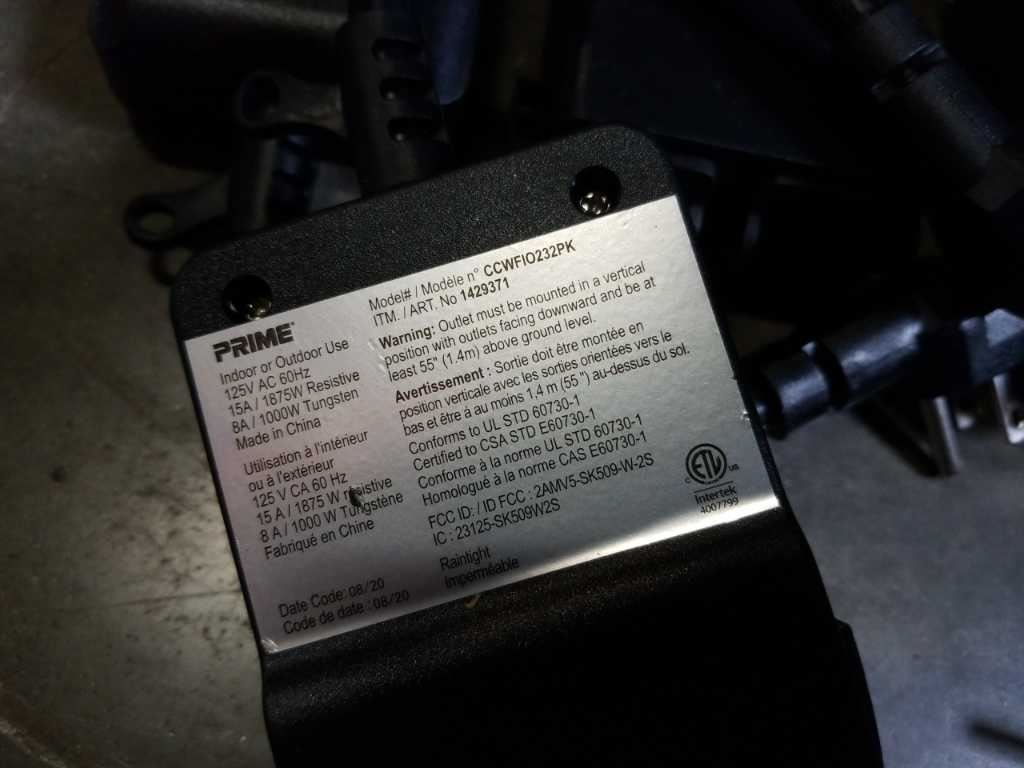 PRIME®
Indoor or Outdoor Use
125V AC 60Hz
15A / 1875W Resistive
8A / 1000W Tungsten
Made in China
Utilisation à l'intérieur
ou à l'extérieur
125 V CA 60 Hz
15 A / 1875 W résistive
8 A / 1000 W Tungstène
Fabriqué en Chine
Date Code: 08/20
Code de date : 08/20
Model# / Modèle n° CCWFIO232PK
ITM. / ART. No 1429371
Warning: Outlet must be mounted in a vertical
position with outlets facing downward and be at
least 55" (1.4m) above ground level.
Avertissement : Sortie doit être montée en
position verticale avec les sorties orientées vers le
bas et être à au moins 1,4 m (55 ") au-dessus du sol.
Conforms to UL STD 60730-1
Certified to CSA STD E60730-1
Conforme à la norme UL STD 60730-1
Homologué à la norme CAS E60730-1
FCC ID: / ID FCC : 2AMV5-SK509-W-2S
IC : 23125-SK509W2S
Raintight
Imperméable
C ETL US
Intertek
4007799